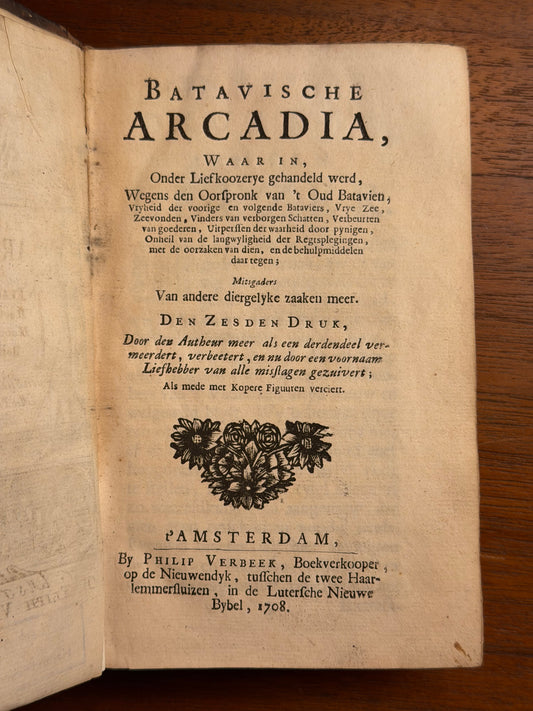 BATAVISCHE
ARCADIA,
WAAR IN,
Onder Liefkoozerye gehandeld werd,
Wegens den Oorſpronk van 't Oud Batavien,
Vryheid der voorige en volgende Bataviers, Vrye Zee,
Zeevonden, Vinders van verborgen Schatten, Verbeurten
van goederen, Uitperſſen der waarheid door pynigen,
Onheil van de langwyligheid der Regtsplegingen,
met de oorzaken van dien, en de behulpmiddelen
daar tegen;
Mitsgaders
Van andere diergelyke zaaken meer.
DEN ZESDEN DRUK,
Door den Autheur meer als een derdendeel ver-
meerdert, verbeetert, en nu door een voornaam
Liefhebber van alle misſlagen gezuivert;
Als mede met Kopere Figuuren verciert.
t'AMSTERDAM,
By PHILIP VERBEEK, Boekverkooper,
op de Nieuwendyk, tuſſchen de twee Haar-
lemmerſluizen, in de Luterſche Nieuwe
Bybel, 1708.